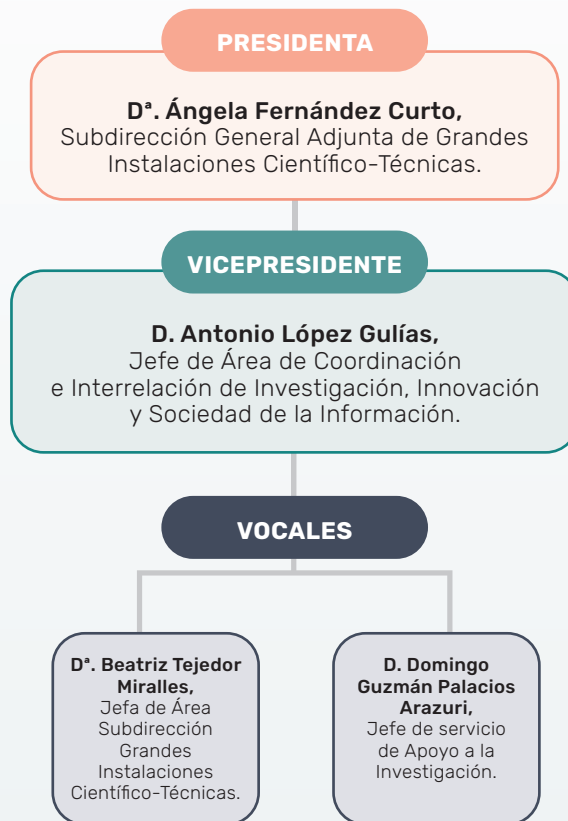 PRESIDENTA
Dª. Ángela Fernández Curto,
Subdirección General Adjunta de Grandes
Instalaciones Científico-Técnicas.
VICEPRESIDENTE
D. Antonio López Gulías,
Jefe de Área de Coordinación
e Interrelación de Investigación, Innovación
y Sociedad de la Información.
VOCALES
Dª. Beatriz Tejedor
Miralles,
Jefa de Área
Subdirección
Grandes
Instalaciones
Científico-Técnicas.
D. Domingo
Guzmán Palacios
Arazuri,
Jefe de servicio
de Apoyo a la
Investigación.